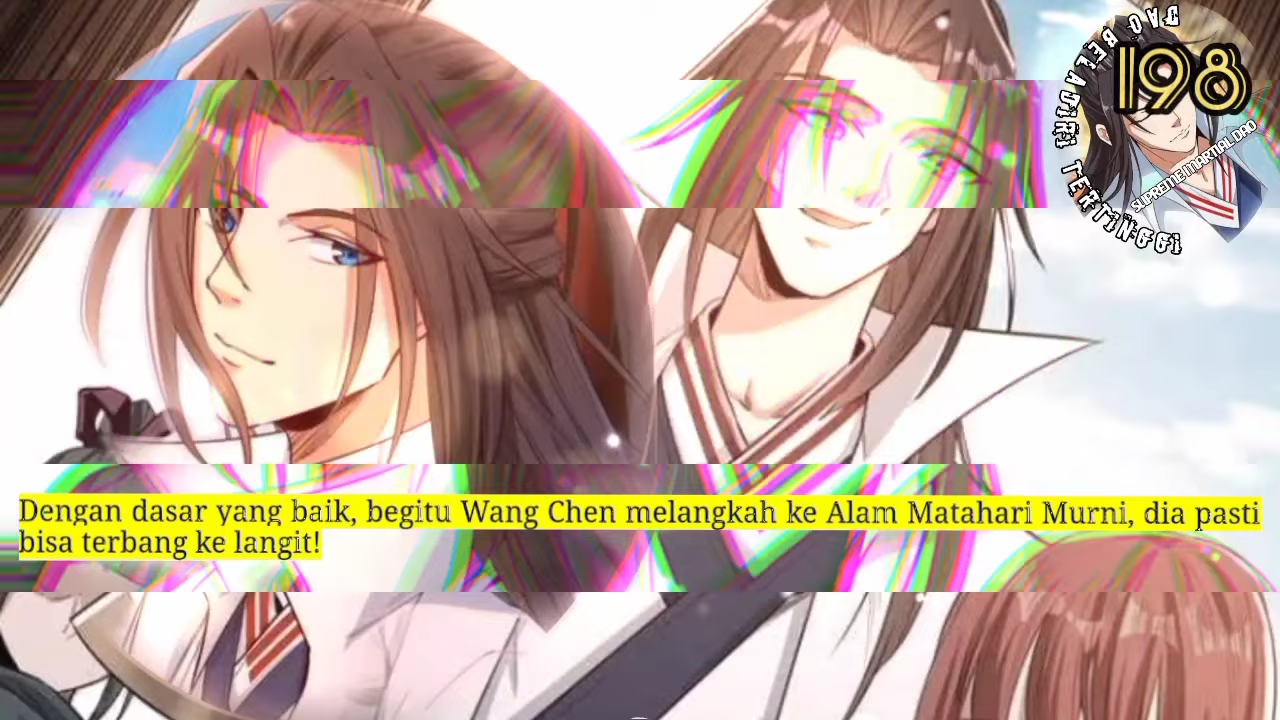 DAO BELADIRI TERTINGGI
198
SUPREME MARTIAL DAO
Dengan dasar yang baik, begitu Wang Chen melangkah ke Alam Matahari Murni, dia pasti
bisa terbang ke langit!